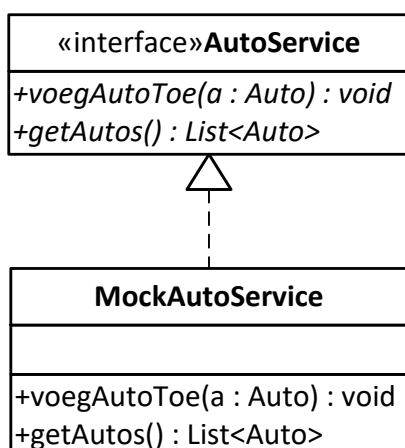 «interface»AutoService
+voegAutoToe(a : Auto) : void
+getAutos() : List<Auto>
MockAutoService
+voegAutoToe(a : Auto) : void
+getAutos() : List<Auto>